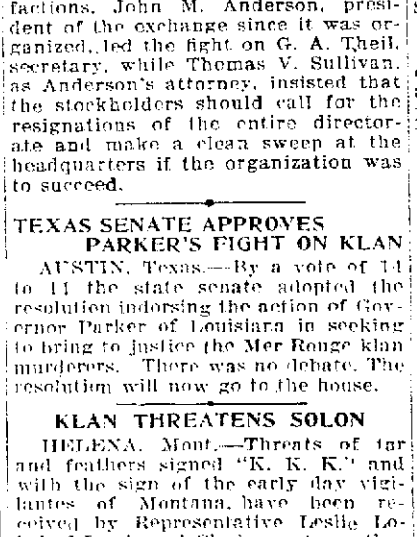 factions, John M. Anderson, presi-
dent of the exchange since it was or-
ganized, led the fight on G. A. Theil,
secretary, while Thomas V. Sullivan,
as Anderson's attorney, insisted that
the stockholders should call for the
resignations of the entire director-
ate and make a clean sweep at the
headquarters if the organization was
to succeed.
TEXAS SENATE APPROVES
PARKER'S FIGHT ON KLAN
AUSTIN, Texas.—By a vote of 14
to 11 the state senate adopted the
resolution indorsing the action of Gov-
ernor Parker of Louisiana in seeking
to bring to justice the Mer Rouge klan
murderers. There was no debate. The
resolution will now go to the house.
KLAN THREATENS SOLON
HELENA, Mont.—Threats of tar
and feathers signed "K. K. K." and
with the sign of the early day vigi-
lantes of Montana, have been re-
ceived by Representative Leslie Lo-